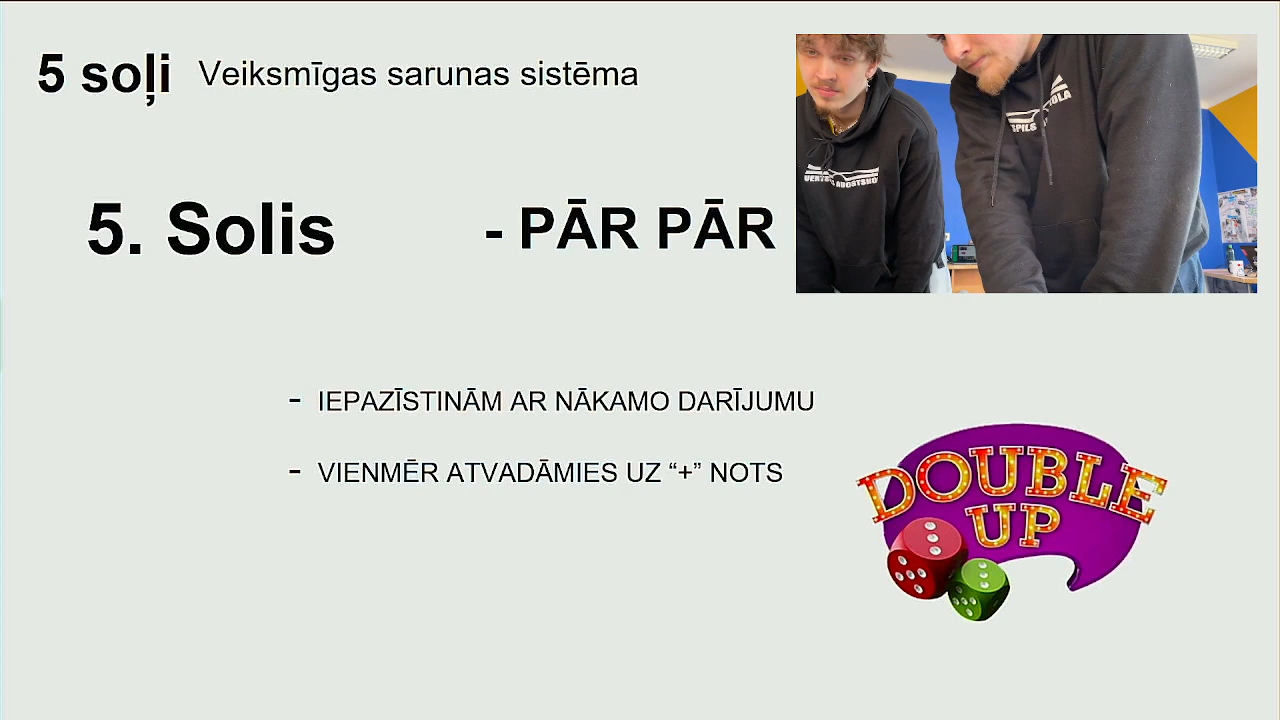 5 soļi Veiksmīgas sarunas sistēma
5. Solis - PĀR PĀR
- IEPAZĪSTINĀM AR NĀKAMO DARĪJUMU
- VIENMĒR ATVADĀMIES UZ “+” NOTS
DOUBLE
UP